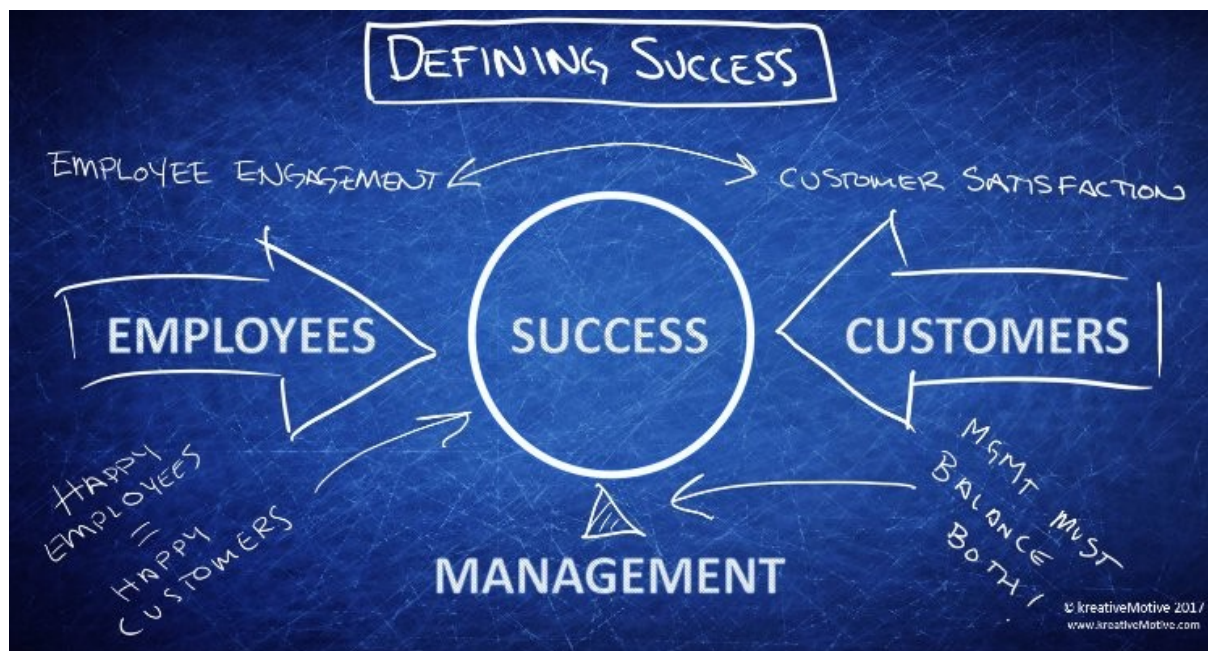 DEFINING SUCCESS
EMPLOYEE ENGAGEMENT
CUSTOMER SATISFACTION
EMPLOYEES
SUCCESS
CUSTOMERS
HAPPY
EMPLOYEES
=
HAPPY
CUSTOMERS
MGMT MUST
BALANCE
BOTH!
MANAGEMENT
© kreativeMotive 2017
www.kreativeMotive.com